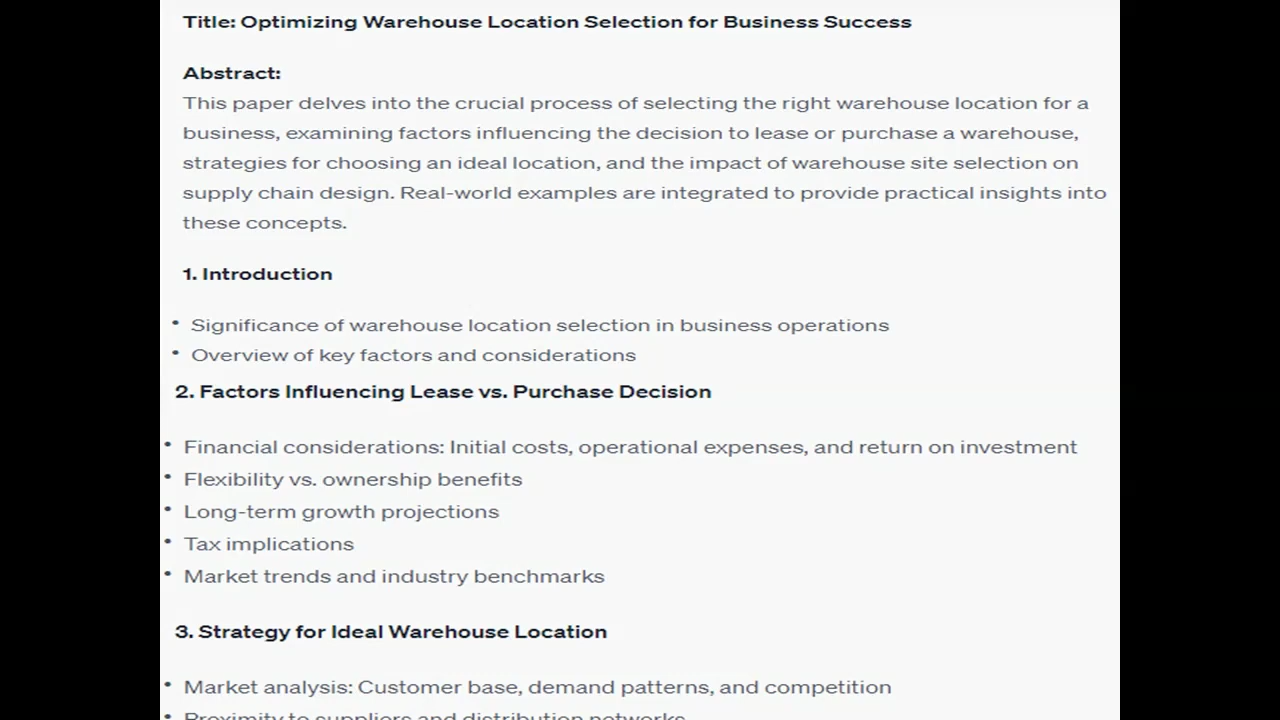 Title: Optimizing Warehouse Location Selection for Business Success
Abstract:
This paper delves into the crucial process of selecting the right warehouse location for a
business, examining factors influencing the decision to lease or purchase a warehouse,
strategies for choosing an ideal location, and the impact of warehouse site selection on
supply chain design. Real-world examples are integrated to provide practical insights into
these concepts.
1. Introduction
• Significance of warehouse location selection in business operations
• Overview of key factors and considerations
2. Factors Influencing Lease vs. Purchase Decision
• Financial considerations: Initial costs, operational expenses, and return on investment
• Flexibility vs. ownership benefits
• Long-term growth projections
• Tax implications
• Market trends and industry benchmarks
3. Strategy for Ideal Warehouse Location
• Market analysis: Customer base, demand patterns, and competition
• Proximity to suppliers and distribution networks